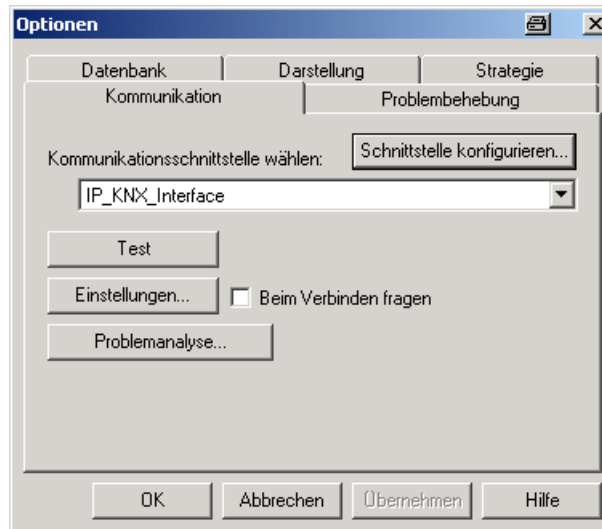 Optionen
Datenbank Darstellung Strategie
Kommunikation Problembehebung
Kommunikationsschnittstelle wählen: Schnittstelle konfigurieren...
IP_KNX_Interface
Test
Einstellungen... Beim Verbinden fragen
Problemanalyse...
OK Abbrechen Übernehmen Hilfe